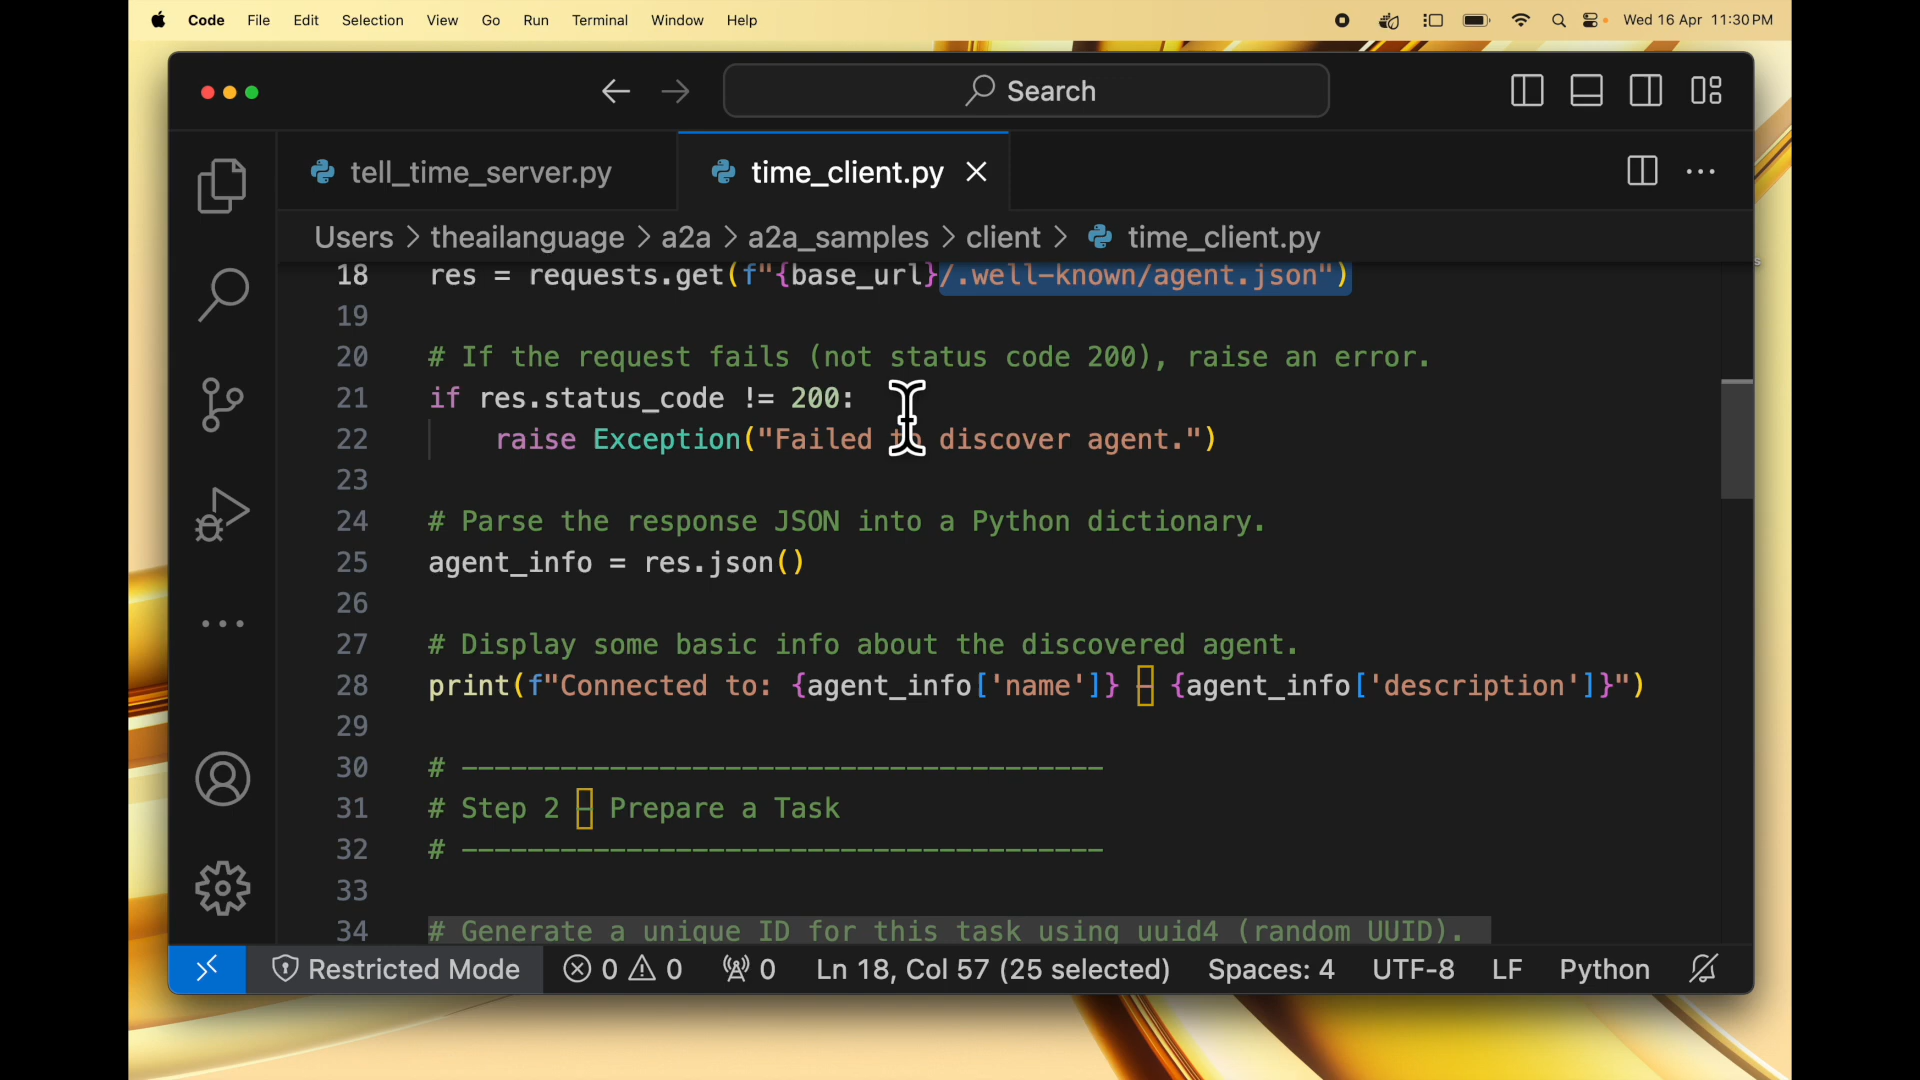 Code File Edit Selection View Go Run Terminal Window Help Wed 16 Apr 11:30 PM
Search
tell_time_server.py time_client.py
Users > theailanguage > a2a > a2a_samples > client > time_client.py
18 res = requests.get(f"{base_url}/.well-known/agent.json")
19
20 # If the request fails (not status code 200), raise an error.
21 if res.status_code != 200:
22 raise Exception("Failed to discover agent.")
23
24 # Parse the response JSON into a Python dictionary.
25 agent_info = res.json()
26
27 # Display some basic info about the discovered agent.
28 print(f"Connected to: {agent_info['name']} – {agent_info['description']}")
29
30 # ───────────────────────────────────────
31 # Step 2 – Prepare a Task
32 # ───────────────────────────────────────
33
34 # Generate a unique ID for this task using uuid4 (random UUID).
Restricted Mode 0 0 0 Ln 18, Col 57 (25 selected) Spaces: 4 UTF-8 LF Python